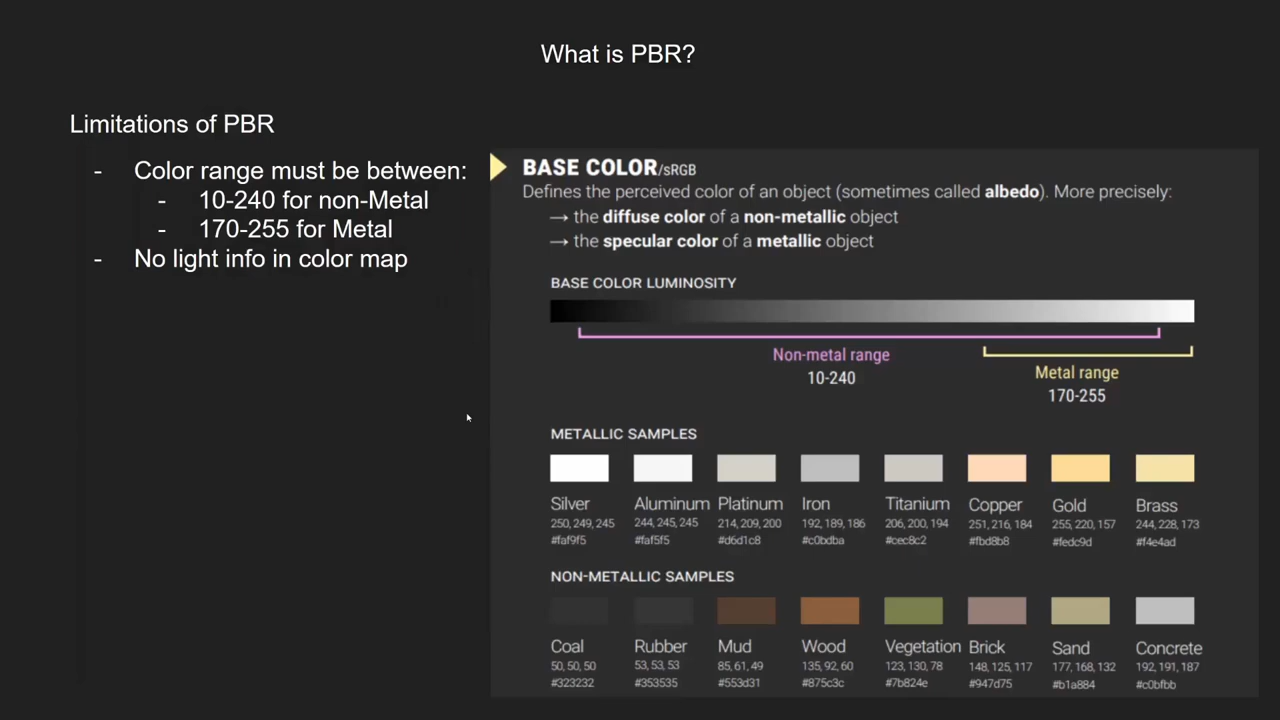 What is PBR?
Limitations of PBR
- Color range must be between:
- 10-240 for non-Metal
- 170-255 for Metal
- No light info in color map
BASE COLOR/sRGB
Defines the perceived color of an object (sometimes called albedo). More precisely:
→ the diffuse color of a non-metallic object
→ the specular color of a metallic object
BASE COLOR LUMINOSITY
Non-metal range
10-240
Metal range
170-255
METALLIC SAMPLES
Silver Aluminum Platinum Iron Titanium Copper Gold Brass
250, 249, 245 244, 245, 245 214, 209, 200 192, 189, 186 206, 200, 194 251, 216, 184 255, 220, 157 244, 228, 173
#faf9f5 #faf5f5 #d6d1c8 #c0bdba #cec8c2 #fbd8b8 #fedc9d #f4e4ad
NON-METALLIC SAMPLES
Coal Rubber Mud Wood Vegetation Brick Sand Concrete
50, 50, 50 53, 53, 53 85, 61, 49 135, 92, 60 123, 130, 78 148, 125, 117 177, 168, 132 192, 191, 187
#323232 #353535 #553d31 #875c3c #7b824e #947d75 #b1a884 #c0bfbb